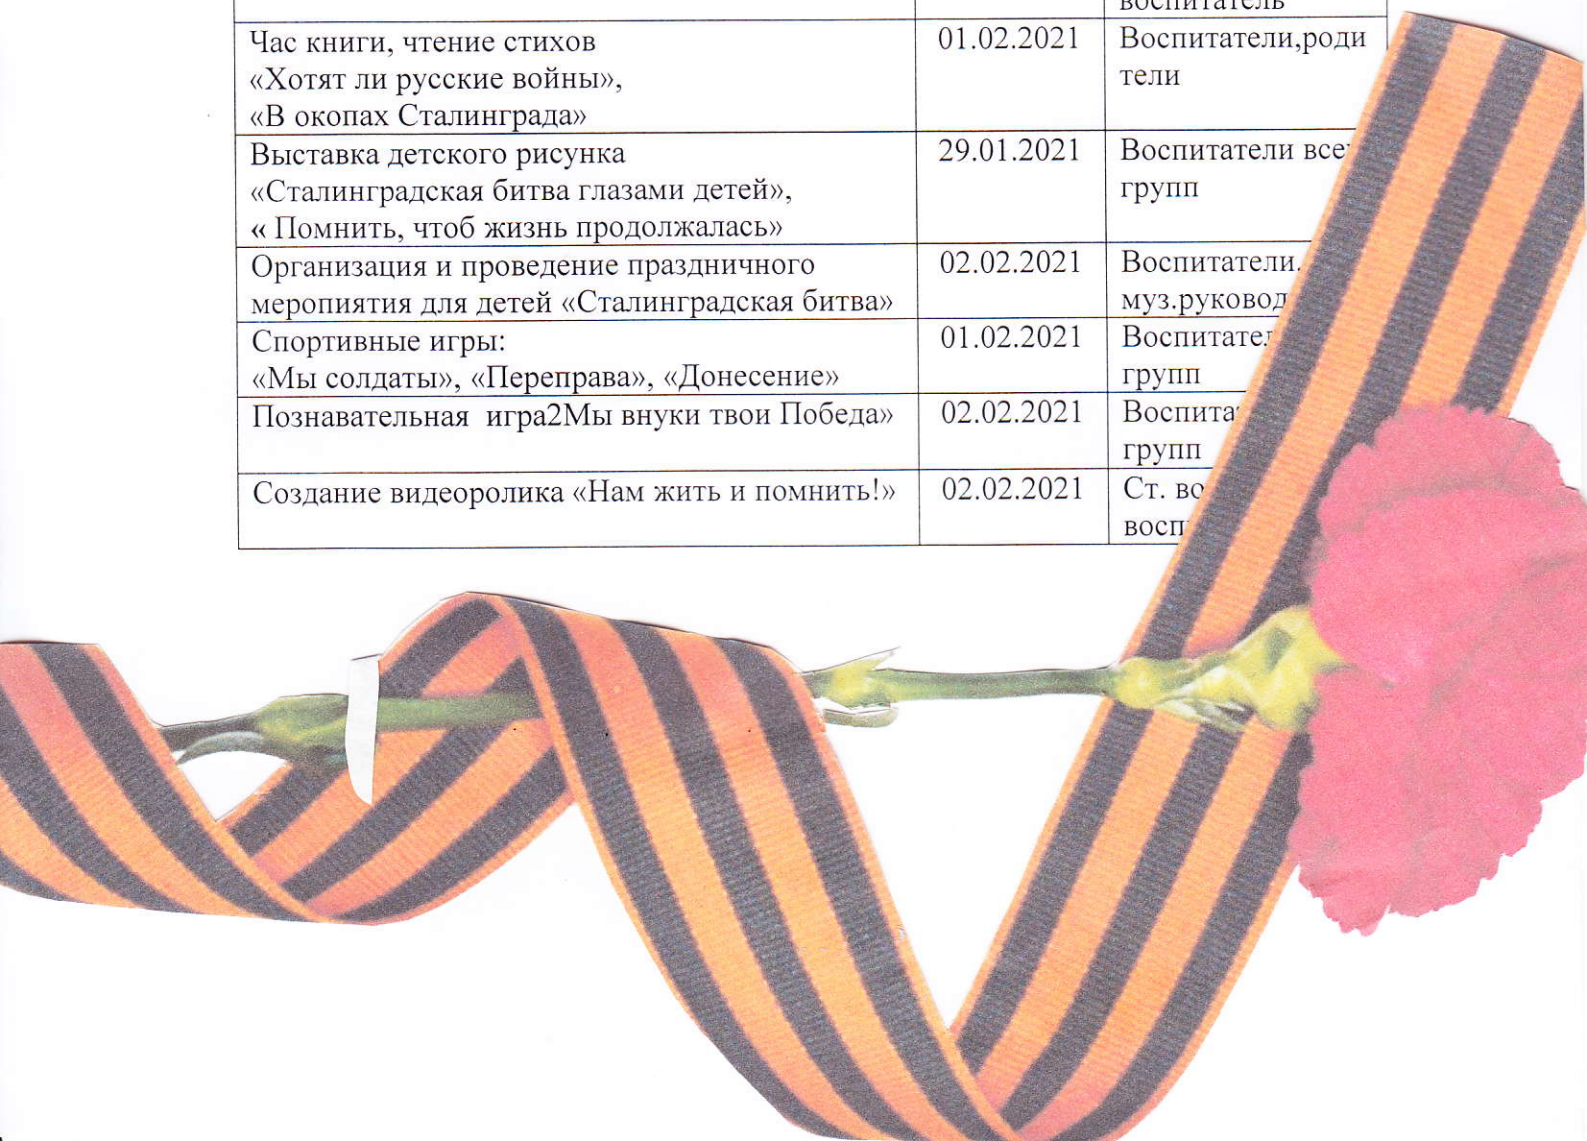 воспитатель
Час книги, чтение стихов 01.02.2021 Воспитатели,роди
«Хотят ли русские войны», тели
«В окопах Сталинграда»
Выставка детского рисунка 29.01.2021 Воспитатели
«Сталинградская битва глазами детей», групп
« Помнить, чтоб жизнь продолжалась»
Организация и проведение праздничного 02.02.2021 Воспитатели.
меропиятия для детей «Сталинградская битва» муз.руковод
Спортивные игры: 01.02.2021
«Мы солдаты», «Переправа», «Донесение» групп
Познавательная игра2Мы внуки твои Победа» 02.02.2021
групп
Создание видеоролика «Нам жить и помнить!» 02.02.2021 Ст.